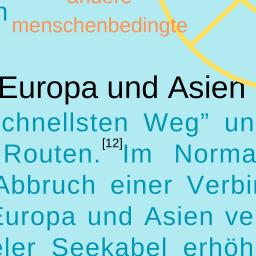 andere
menschenbedingte
Europa und Asien
chnellsten Weg” un
Routen.[12]Im Norma
Abbruch einer Verbi
Europa und Asien ve
eler Seekabel erhöh